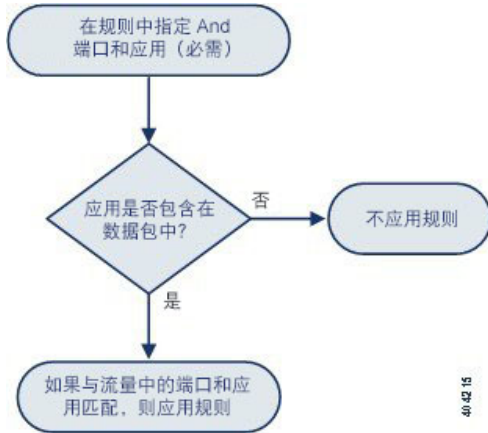 在规则中指定 And
端口和应用（必需）
应用是否包含在
数据包中?
否
不应用规则
是
如果与流量中的端口和应
用匹配，则应用规则
404215